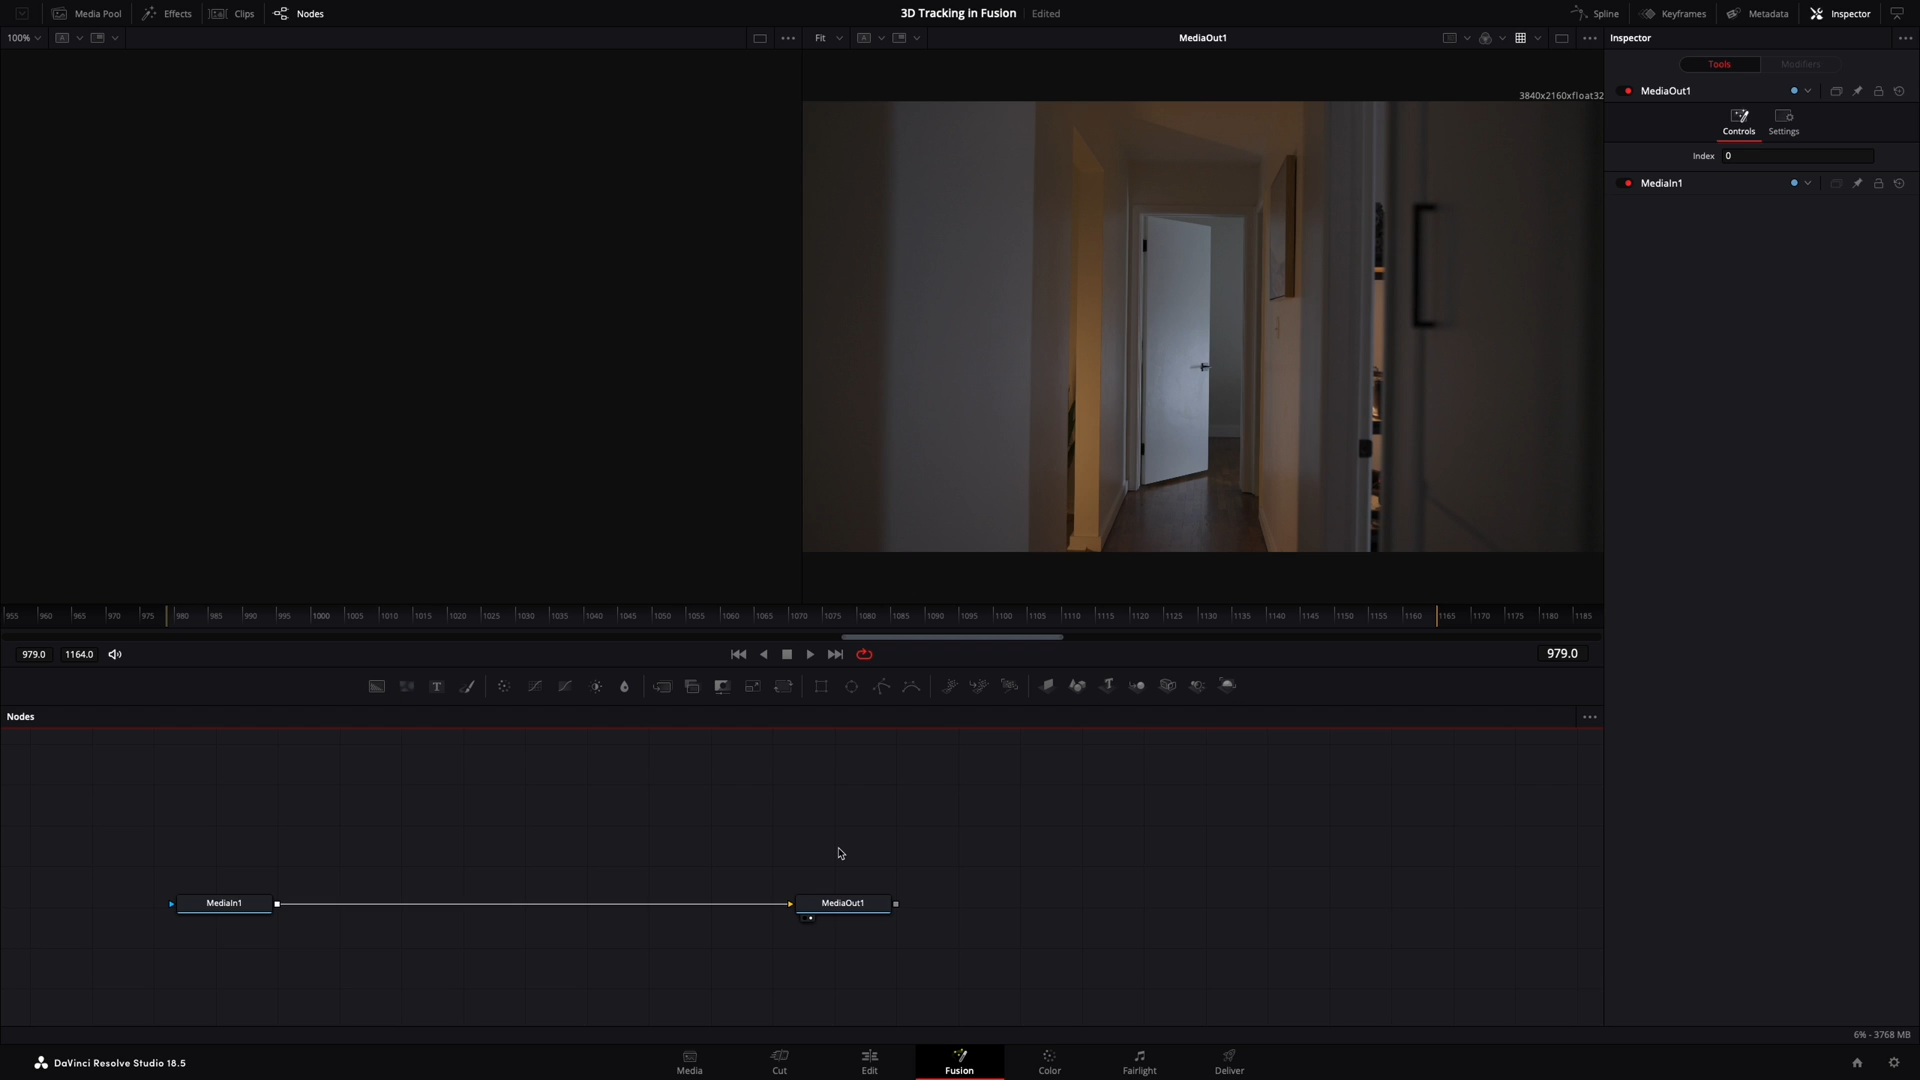 Media Pool Effects Clips Nodes 3D Tracking in Fusion Edited Spline Keyframes Metadata Inspector
100% Fit MediaOut1 Inspector
Tools Modifiers
MediaOut1
3840x2160xfloat32
Controls Settings
Index 0
MediaIn1
955 960 965 970 975 980 985 990 995 1000 1005 1010 1015 1020 1025 1030 1035 1040 1045 1050 1055 1060 1065 1070 1075 1080 1085 1090 1095 1100 1105 1110 1115 1120 1125 1130 1135 1140 1145 1150 1155 1160 1165 1170 1175 1180 1185
979.0 1164.0 979.0
Nodes
MediaIn1 MediaOut1
6% - 3768 MB
DaVinci Resolve Studio 18.5
Media Cut Edit Fusion Color Fairlight Deliver